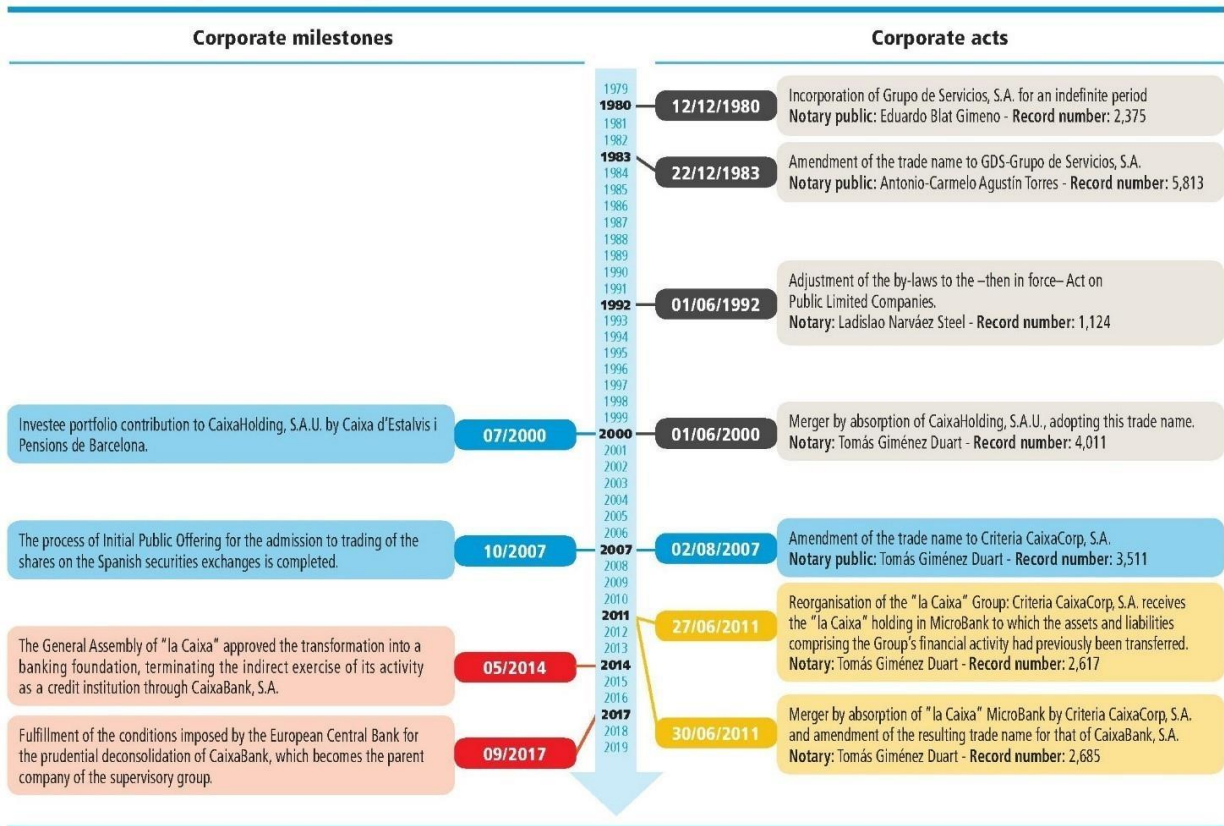 Corporate milestones
Corporate acts
1979
1980
1981
1982
1983
1984
1985
1986
1987
1988
1989
1990
1991
1992
1993
1994
1995
1996
1997
1998
1999
2000
2001
2002
2003
2004
2005
2006
2007
2008
2009
2010
2011
2012
2013
2014
2015
2016
2017
2018
2019
Investee portfolio contribution to CaixaHolding, S.A.U. by Caixa d'Estalvis i
Pensions de Barcelona.
07/2000
The process of Initial Public Offering for the admission to trading of the
shares on the Spanish securities exchanges is completed.
10/2007
The General Assembly of "la Caixa" approved the transformation into a
banking foundation, terminating the indirect exercise of its activity
as a credit institution through CaixaBank, S.A.
05/2014
Fulfillment of the conditions imposed by the European Central Bank for
the prudential deconsolidation of CaixaBank, which becomes the parent
company of the supervisory group.
09/2017
12/12/1980
Incorporation of Grupo de Servicios, S.A. for an indefinite period
Notary public: Eduardo Blat Gimeno - Record number: 2,375
22/12/1983
Amendment of the trade name to GDS-Grupo de Servicios, S.A.
Notary public: Antonio-Carmelo Agustín Torres - Record number: 5,813
01/06/1992
Adjustment of the by-laws to the –then in force– Act on
Public Limited Companies.
Notary: Ladislao Narváez Steel - Record number: 1,124
01/06/2000
Merger by absorption of CaixaHolding, S.A.U., adopting this trade name.
Notary: Tomás Giménez Duart - Record number: 4,011
02/08/2007
Amendment of the trade name to Criteria CaixaCorp, S.A.
Notary public: Tomás Giménez Duart - Record number: 3,511
27/06/2011
Reorganisation of the "la Caixa" Group: Criteria CaixaCorp, S.A. receives
the "la Caixa" holding in MicroBank to which the assets and liabilities
comprising the Group's financial activity had previously been transferred.
Notary: Tomás Giménez Duart - Record number: 2,617
30/06/2011
Merger by absorption of "la Caixa" MicroBank by Criteria CaixaCorp, S.A.
and amendment of the resulting trade name for that of CaixaBank, S.A.
Notary: Tomás Giménez Duart - Record number: 2,685